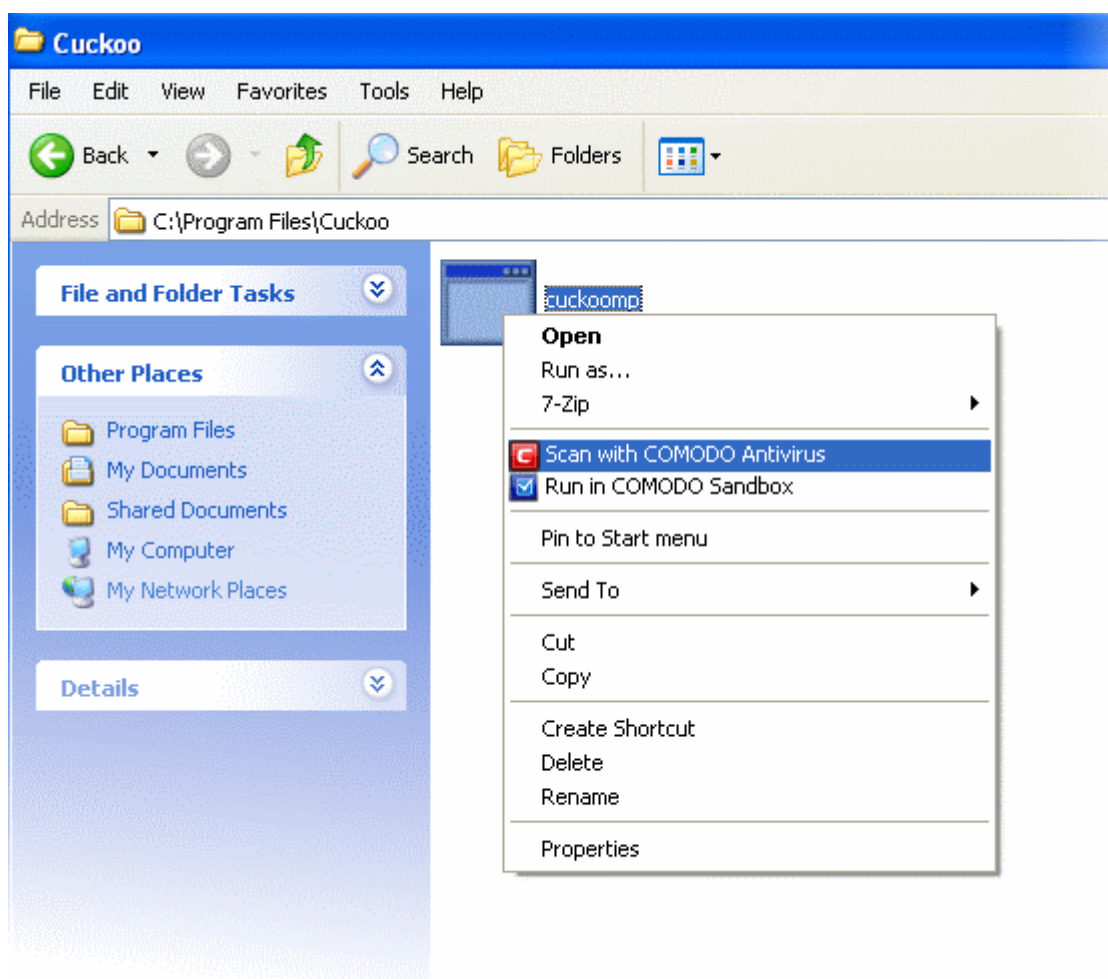 Cuckoo
File Edit View Favorites Tools Help
Back Search Folders
Address C:\Program Files\Cuckoo
File and Folder Tasks
Other Places
Program Files
My Documents
Shared Documents
My Computer
My Network Places
Details
cuckoomp
Open
Run as...
7-Zip
Scan with COMODO Antivirus
Run in COMODO Sandbox
Pin to Start menu
Send To
Cut
Copy
Create Shortcut
Delete
Rename
Properties